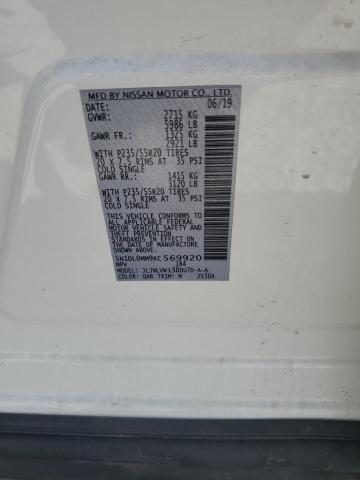 MFD BY NISSAN MOTOR CO., LTD.
DATE: 06/19
GVWR: 2715 KG
5986 LB
GAWR FR.: 1325 KG
2921 LB
WITH P235/55R20 TIRES
20 X 7.5 RIMS AT 35 PSI
COLD SINGLE
GAWR RR.: 1415 KG
3120 LB
WITH P235/55R20 TIRES
20 X 7.5 RIMS AT 35 PSI
COLD SINGLE
THIS VEHICLE CONFORMS TO ALL
APPLICABLE FEDERAL MOTOR
VEHICLE SAFETY STANDARDS
IN EFFECT ON THE DATE OF
MANUFACTURE SHOWN ABOVE.
5N1DL0MM9KC569920
MPV 184
MODEL:
COLOR: QAB TRIM: